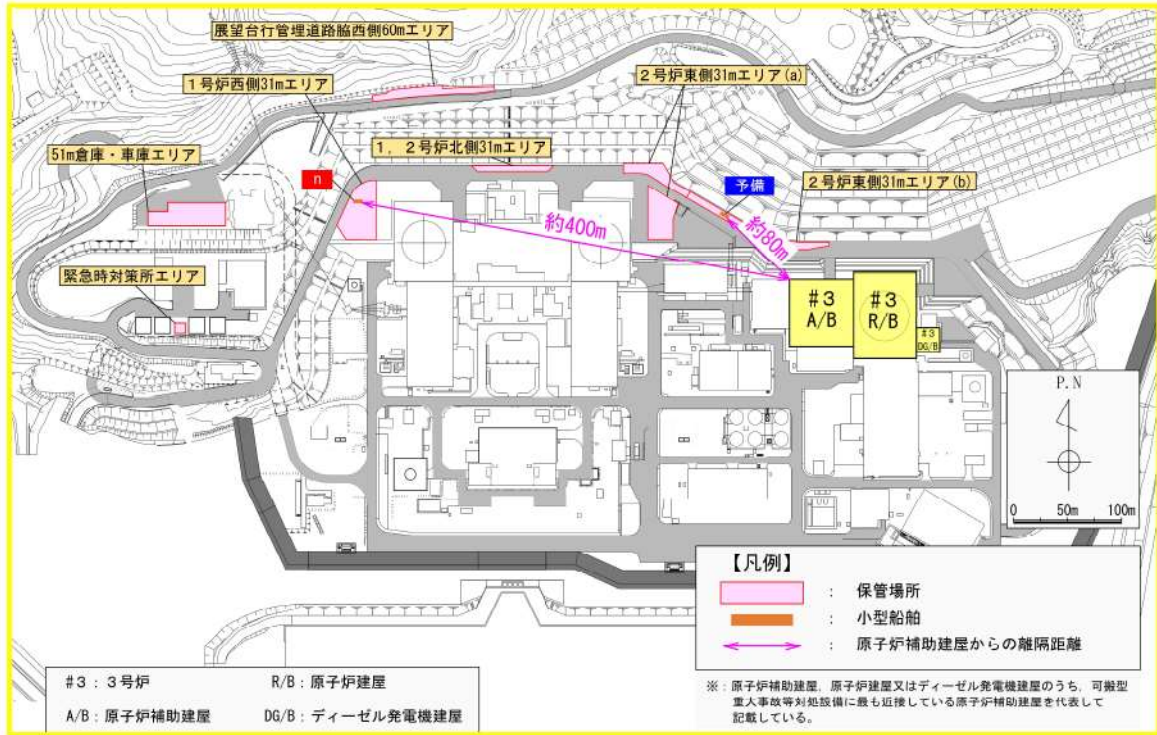 展望台行管理道路脇西側60mエリア
1号炉西側31mエリア
2号炉東側31mエリア(a)
1，2号炉北側31mエリア
51m倉庫・車庫エリア
n
予備
2号炉東側31mエリア(b)
約400m
約80m
緊急時対策所エリア
#3
A/B
#3
R/B
#3
DG/B
P.N
0 50m 100m
【凡例】
： 保管場所
： 小型船舶
： 原子炉補助建屋からの離隔距離
#3：3号炉 R/B：原子炉建屋
A/B：原子炉補助建屋 DG/B：ディーゼル発電機建屋
※：原子炉補助建屋，原子炉建屋又はディーゼル発電機建屋のうち，可搬型
重大事故等対処設備に最も近接している原子炉補助建屋を代表して
記載している。